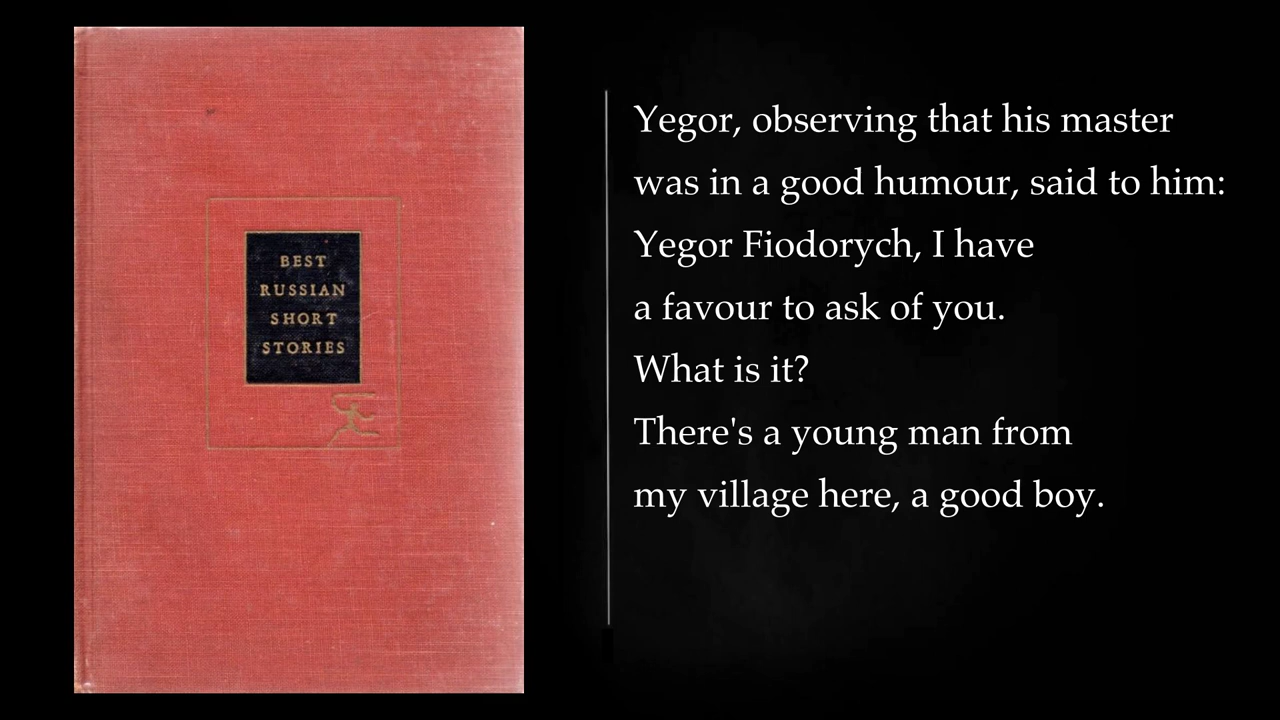 BEST
RUSSIAN
SHORT
STORIES
Yegor, observing that his master
was in a good humour, said to him:
Yegor Fiodorych, I have
a favour to ask of you.
What is it?
There's a young man from
my village here, a good boy.